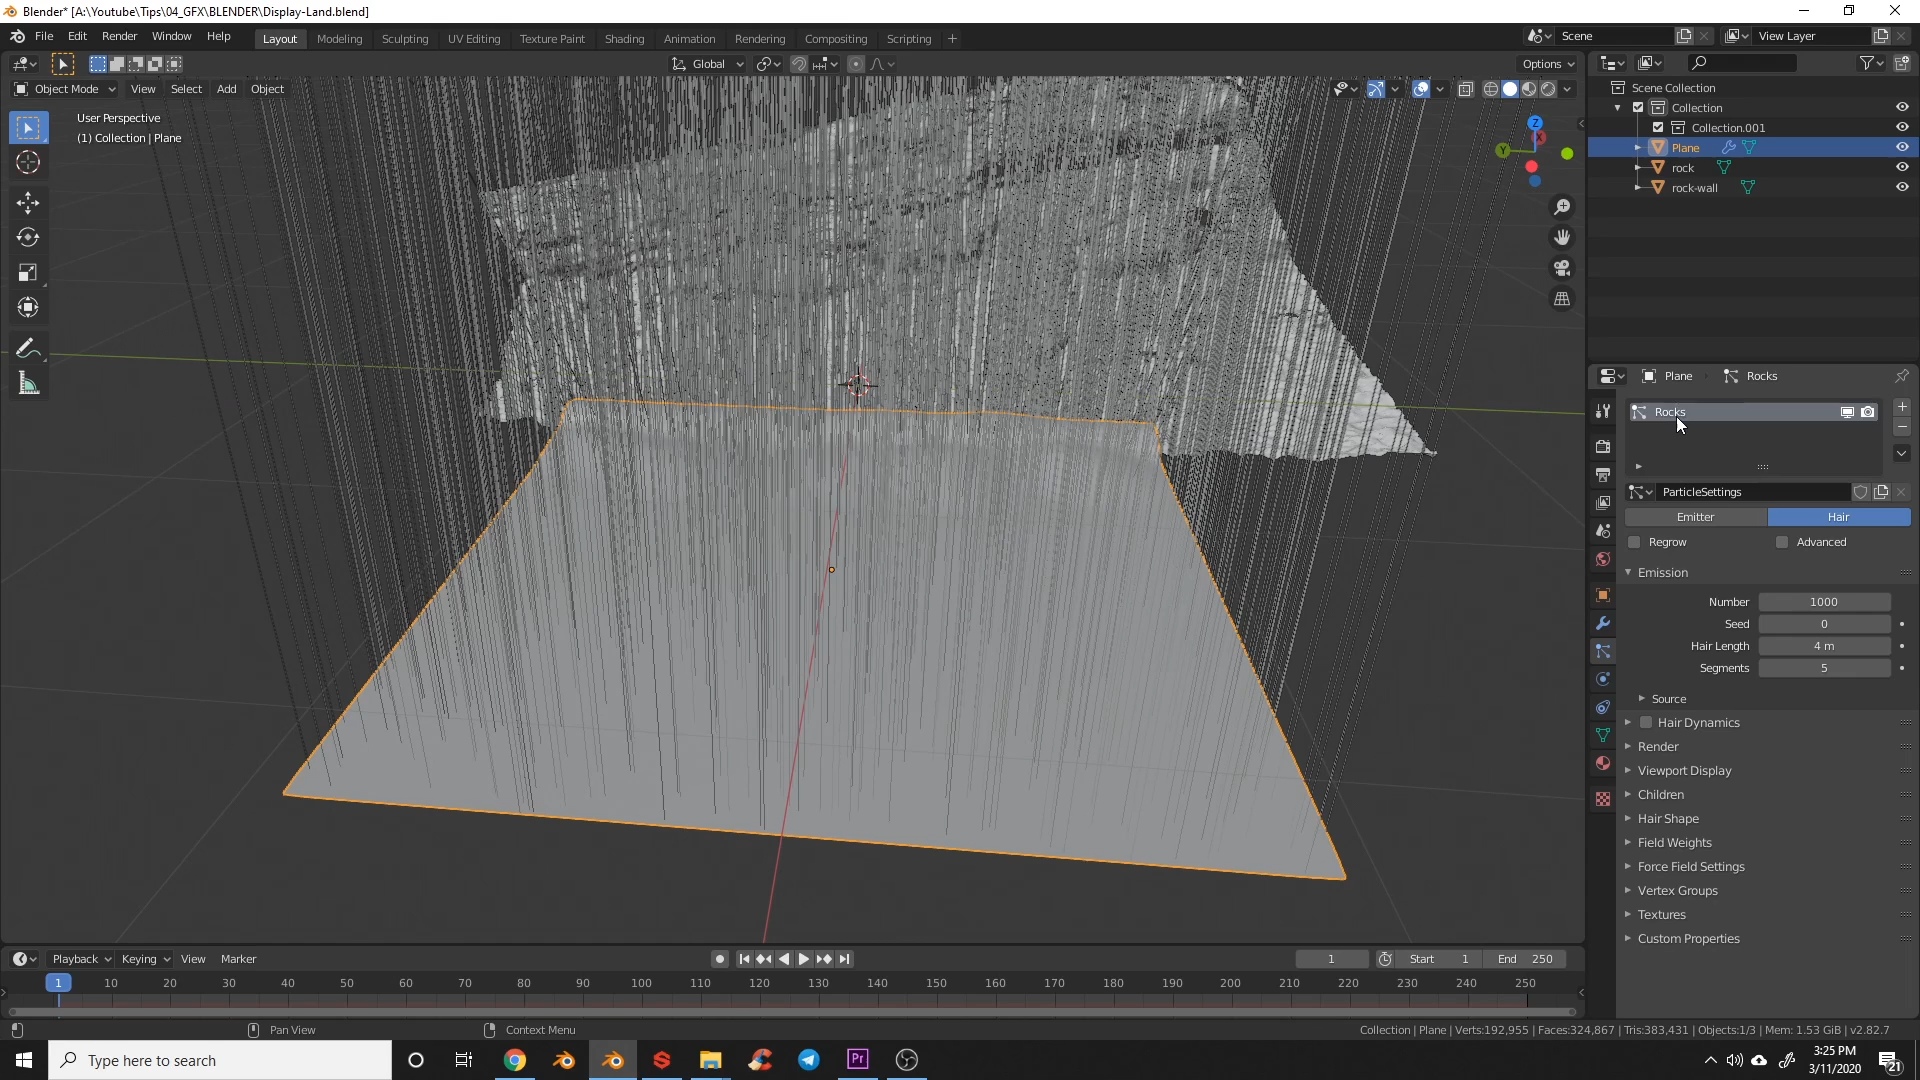 Blender* [A:\Youtube\Tips\04_GFX\BLENDER\Display-Land.blend]
File Edit Render Window Help Layout Modeling Sculpting UV Editing Texture Paint Shading Animation Rendering Compositing Scripting + Scene View Layer
Global Options
Object Mode View Select Add Object
User Perspective
(1) Collection | Plane
Z
X
Y
Scene Collection
Collection
Collection.001
Plane
rock
rock-wall
Plane Rocks
Rocks
ParticleSettings
Emitter Hair
Regrow Advanced
Emission
Number 1000
Seed 0
Hair Length 4 m
Segments 5
Source
Hair Dynamics
Render
Viewport Display
Children
Hair Shape
Field Weights
Force Field Settings
Vertex Groups
Textures
Custom Properties
Playback Keying View Marker 1 Start 1 End 250
1 10 20 30 40 50 60 70 80 90 100 110 120 130 140 150 160 170 180 190 200 210 220 230 240 250
Pan View Context Menu Collection | Plane | Verts:192,955 | Faces:324,867 | Tris:383,431 | Objects:1/3 | Mem: 1.53 GiB | v2.82.7
Type here to search Pr 3:25 PM
3/11/2020 21